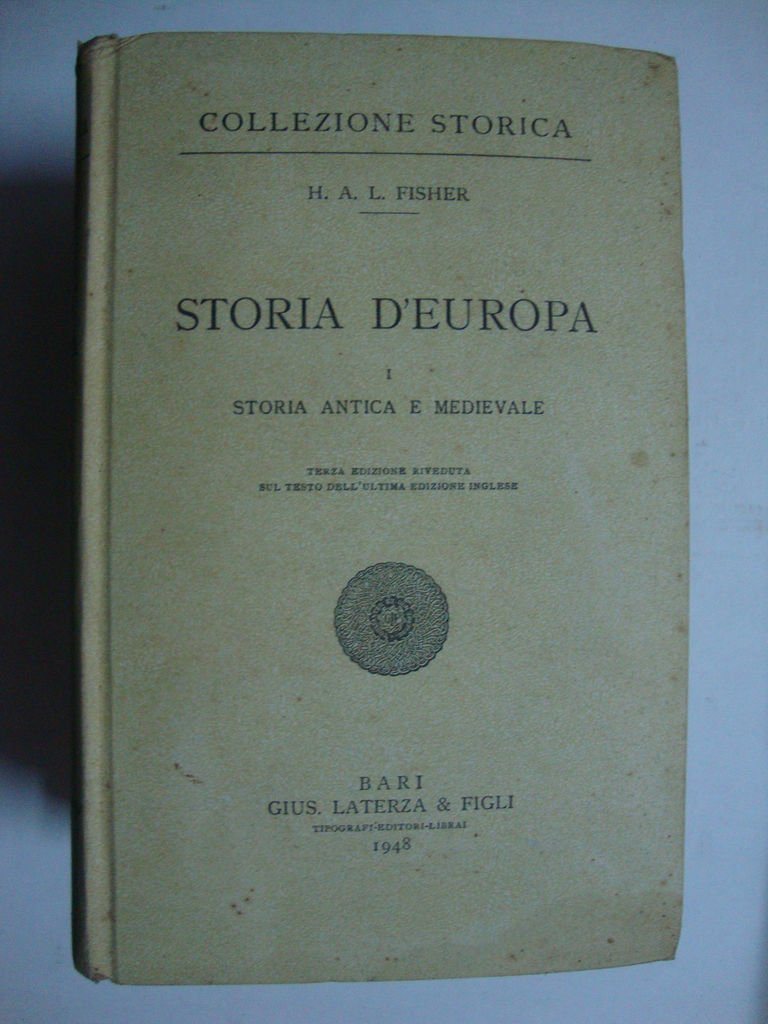 COLLEZIONE STORICA
H. A. L. FISHER
STORIA D'EUROPA
I
STORIA ANTICA E MEDIEVALE
TERZA EDIZIONE RIVEDUTA
SUL TESTO DELL'ULTIMA EDIZIONE INGLESE
BARI
GIUS. LATERZA & FIGLI
TIPOGRAFI-EDITORI-LIBRAI
1948